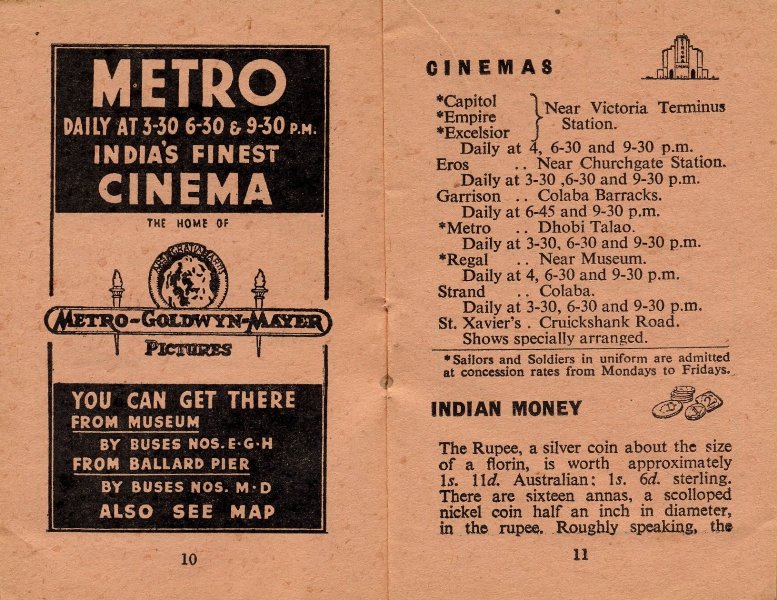 METRO
DAILY AT 3-30 6-30 & 9-30 P.M.
INDIA'S FINEST
CINEMA
THE HOME OF
ARS GRATIA ARTIS
METRO-GOLDWYN-MAYER
PICTURES
YOU CAN GET THERE
FROM MUSEUM
BY BUSES NOS. E·G·H
FROM BALLARD PIER
BY BUSES NOS. M·D
ALSO SEE MAP
10
CINEMAS
*Capitol
*Empire
*Excelsior
Near Victoria Terminus
Station.
Daily at 4, 6-30 and 9-30 p.m.
Eros .. Near Churchgate Station.
Daily at 3-30 ,6-30 and 9-30 p.m.
Garrison .. Colaba Barracks.
Daily at 6-45 and 9-30 p.m.
*Metro .. Dhobi Talao.
Daily at 3-30, 6-30 and 9-30 p.m.
*Regal .. Near Museum.
Daily at 4, 6-30 and 9-30 p.m.
Strand .. Colaba.
Daily at 3-30, 6-30 and 9-30 p.m.
St. Xavier's . Cruickshank Road.
Shows specially arranged.
*Sailors and Soldiers in uniform are admitted
at concession rates from Mondays to Fridays.
INDIAN MONEY
The Rupee, a silver coin about the size
of a florin, is worth approximately
1s. 11d. Australian: 1s. 6d. sterling.
There are sixteen annas, a scolloped
nickel coin half an inch in diameter,
in the rupee. Roughly speaking, the
11